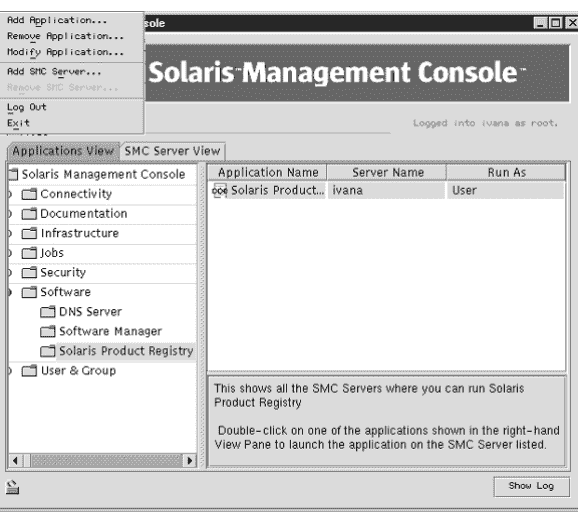 Add Application...
Remove Application...
Modify Application...
Add SMC Server...
Remove SMC Server...
Log Out
Exit
sole
Solaris™ Management Console™
Logged into ivana as root.
Applications View SMC Server View
Solaris Management Console
Connectivity
Documentation
Infrastructure
Jobs
Security
Software
DNS Server
Software Manager
Solaris Product Registry
User & Group
Application Name Server Name Run As
Solaris Product... ivana User
This shows all the SMC Servers where you can run Solaris
Product Registry
Double-click on one of the applications shown in the right-hand
View Pane to launch the application on the SMC Server listed.
Show Log